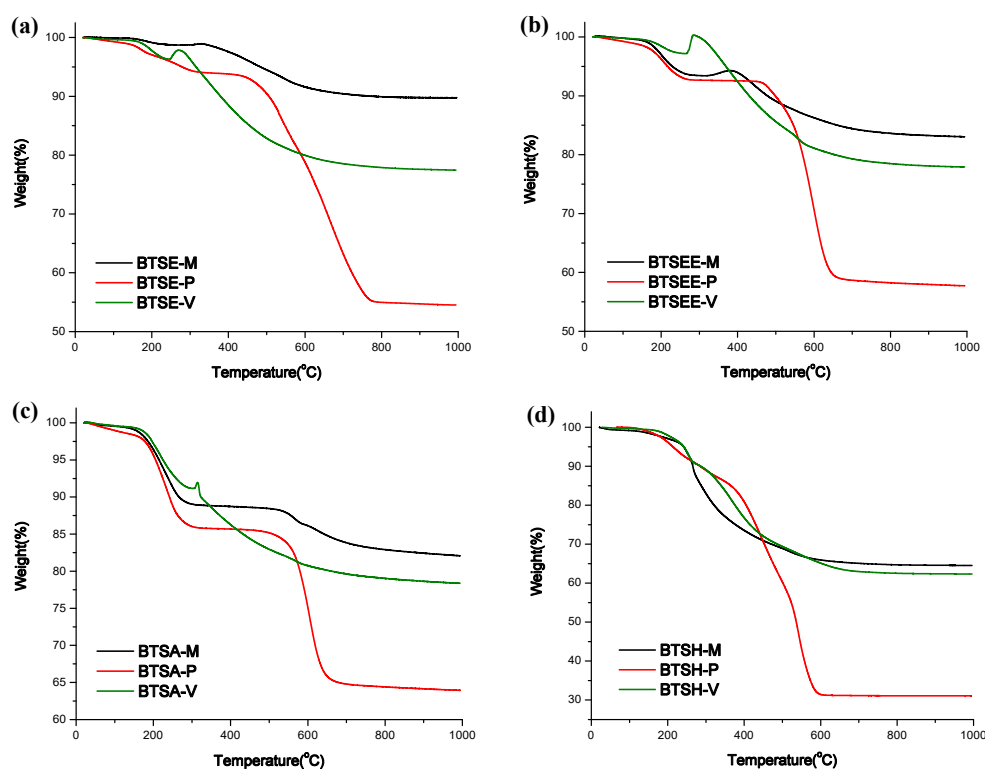 (a)
100
90
80
70
60
50
0
200
400
600
800
1000
Weight(%)
Temperature(°C)
BTSE-M
BTSE-P
BTSE-V
(b)
100
90
80
70
60
50
0
200
400
600
800
1000
Weight(%)
Temperature(°C)
BTSEE-M
BTSEE-P
BTSEE-V
(c)
100
95
90
85
80
75
70
65
60
0
200
400
600
800
1000
Weight(%)
Temperature(°C)
BTSA-M
BTSA-P
BTSA-V
(d)
100
90
80
70
60
50
40
30
0
200
400
600
800
1000
Weight(%)
Temperature(°C)
BTSH-M
BTSH-P
BTSH-V